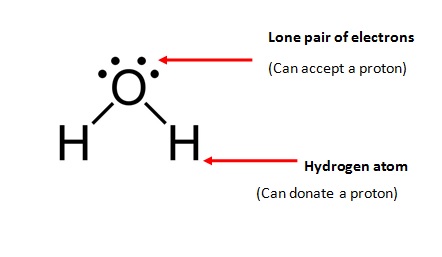 Lone pair of electrons
(Can accept a proton)
O
H H
Hydrogen atom
(Can donate a proton)